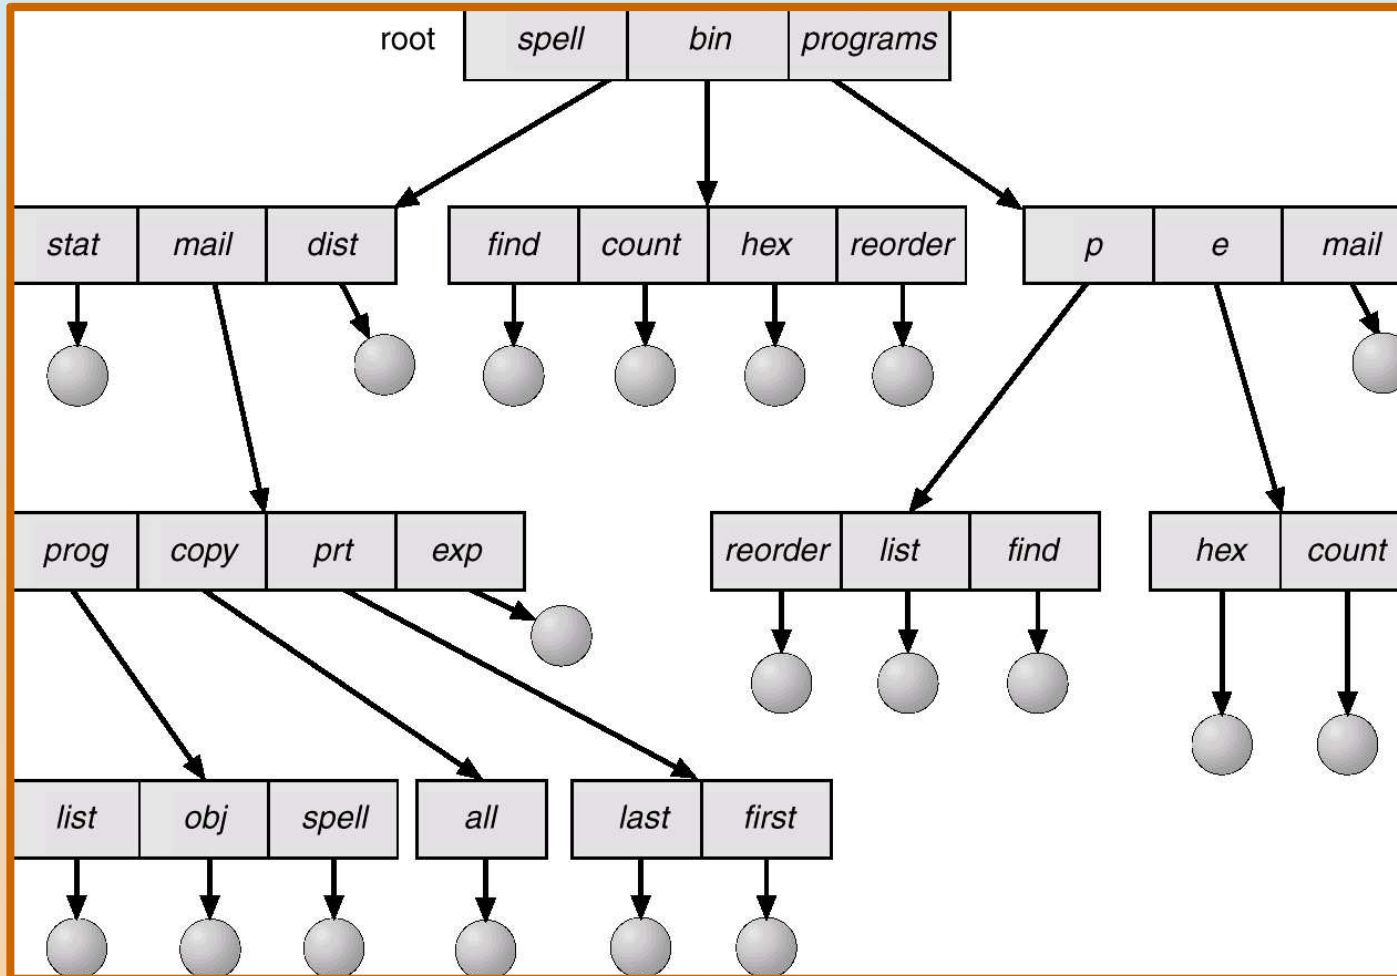 root spell bin programs
stat mail dist find count hex reorder p e mail
prog copy prt exp reorder list find hex count
list obj spell all last first